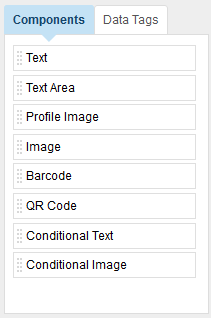 Components Data Tags
Text
Text Area
Profile Image
Image
Barcode
QR Code
Conditional Text
Conditional Image